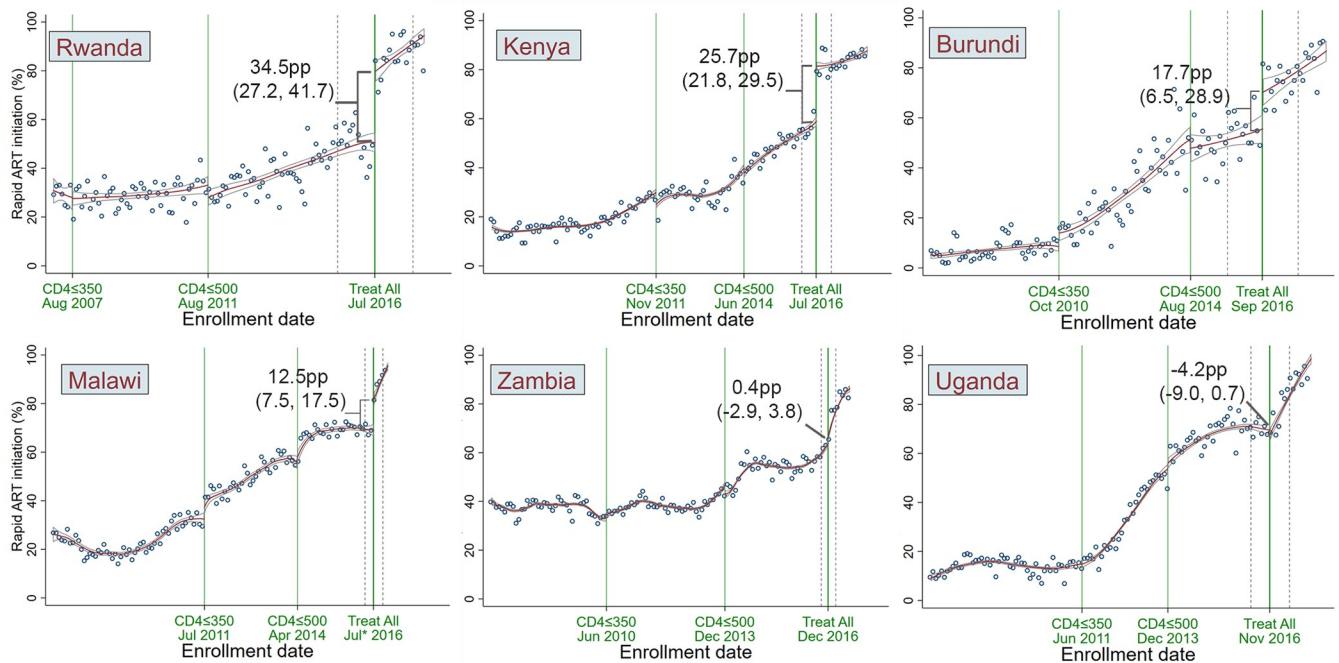 Rwanda
34.5pp
(27.2, 41.7)
Rapid ART initiation (%)
100
80
60
40
20
0
CD4≤350
Aug 2007
CD4≤500
Aug 2011
Treat All
Jul 2016
Enrollment date
Kenya
25.7pp
(21.8, 29.5)
100
80
60
40
20
0
CD4≤350
Nov 2011
CD4≤500
Jun 2014
Treat All
Jul 2016
Enrollment date
Burundi
17.7pp
(6.5, 28.9)
100
80
60
40
20
0
CD4≤350
Oct 2010
CD4≤500
Aug 2014
Treat All
Sep 2016
Enrollment date
Malawi
12.5pp
(7.5, 17.5)
Rapid ART initiation (%)
100
80
60
40
20
0
CD4≤350
Jul 2011
CD4≤500
Apr 2014
Treat All
Jul* 2016
Enrollment date
Zambia
0.4pp
(-2.9, 3.8)
100
80
60
40
20
0
CD4≤350
Jun 2010
CD4≤500
Dec 2013
Treat All
Dec 2016
Enrollment date
Uganda
-4.2pp
(-9.0, 0.7)
100
80
60
40
20
0
CD4≤350
Jun 2011
CD4≤500
Dec 2013
Treat All
Nov 2016
Enrollment date